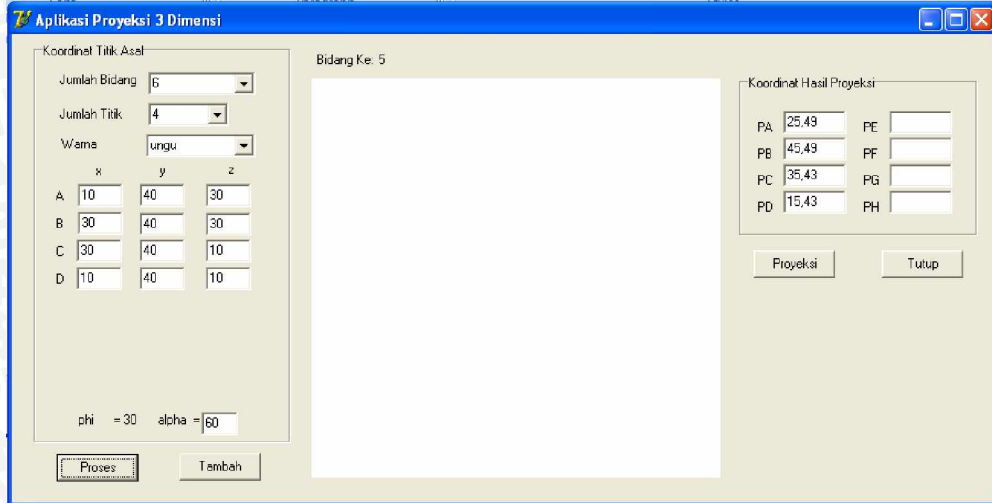 Aplikasi Proyeksi 3 Dimensi
Koordinat Titik Asal
Jumlah Bidang 6
Jumlah Titik 4
Warna ungu
x y z
A 10 40 30
B 30 40 30
C 30 40 10
D 10 40 10
phi = 30 alpha = 60
Proses Tambah
Bidang Ke: 5
Koordinat Hasil Proyeksi
PA 25,49 PE
PB 45,49 PF
PC 35,43 PG
PD 15,43 PH
Proyeksi Tutup